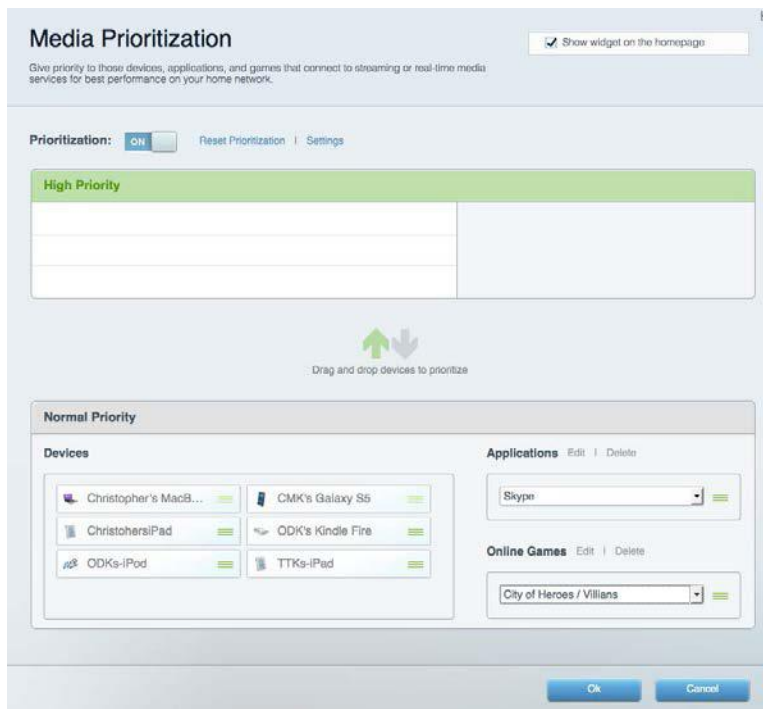 Media Prioritization
Show widget on the homepage
Give priority to those devices, applications, and games that connect to streaming or real-time media
services for best performance on your home network.
Prioritization: ON Reset Prioritization | Settings
High Priority
Drag and drop devices to prioritize
Normal Priority
Devices
Christopher's MacB...
CMK's Galaxy S5
ChristohersiPad
ODK's Kindle Fire
ODKs-iPod
TTKs-iPad
Applications Edit | Delete
Skype
Online Games Edit | Delete
City of Heroes / Villians
Ok
Cancel